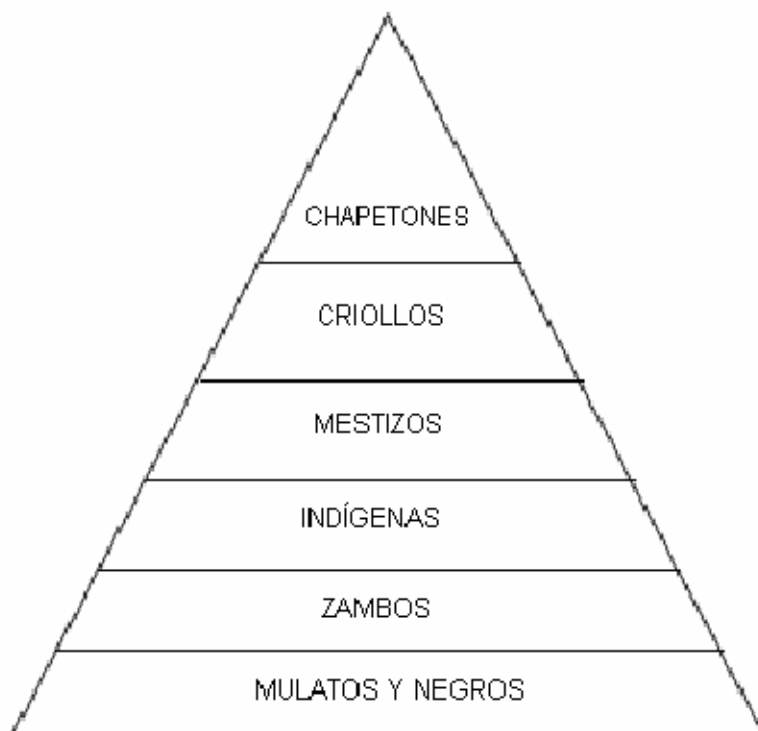 CHAPETONES
CRIOLLOS
MESTIZOS
INDÍGENAS
ZAMBOS
MULATOS Y NEGROS